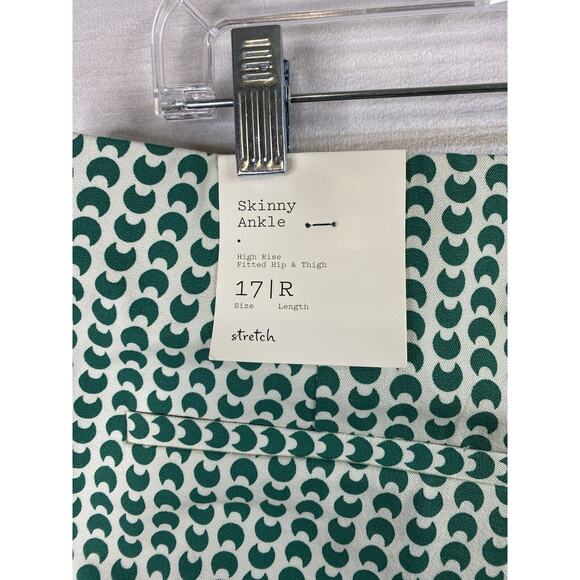 Skinny
Ankle
High Rise
Fitted Hip & Thigh
17|R
Size Length
stretch